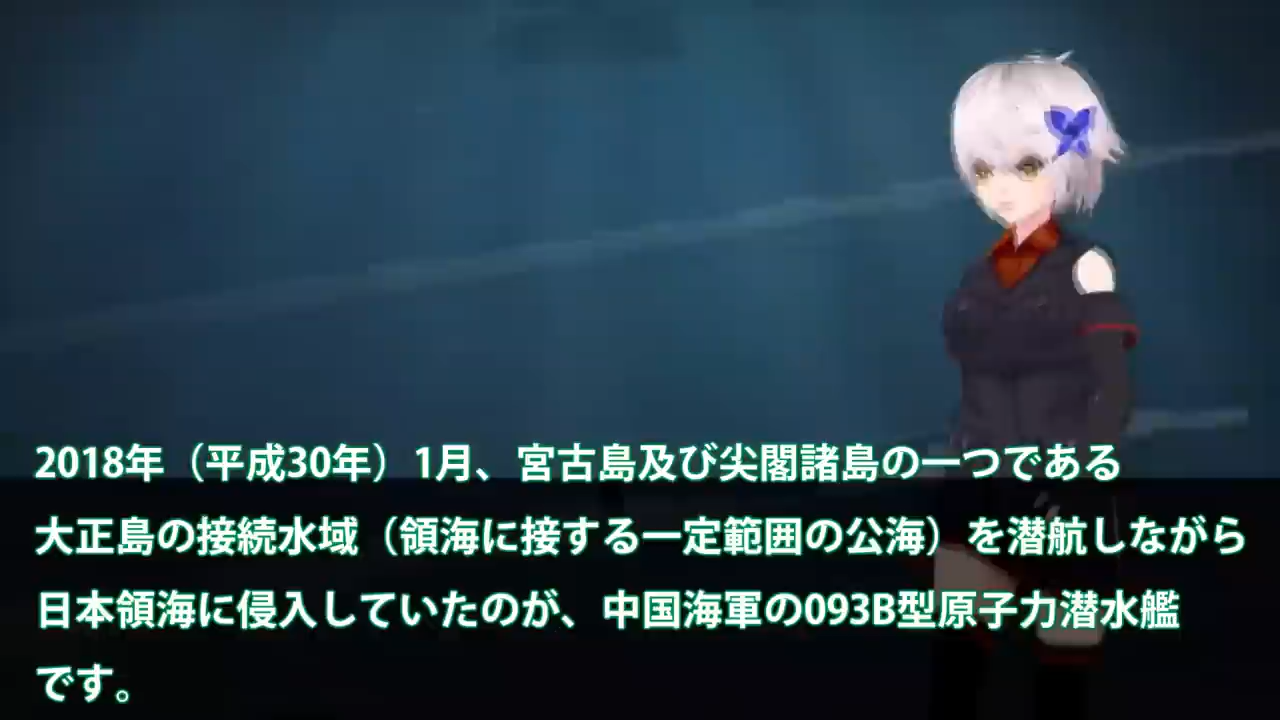 2018年（平成30年）1月、宮古島及び尖閣諸島の一つである
大正島の接続水域（領海に接する一定範囲の公海）を潜航しながら
日本領海に侵入していたのが、中国海軍の093B型原子力潜水艦
です。